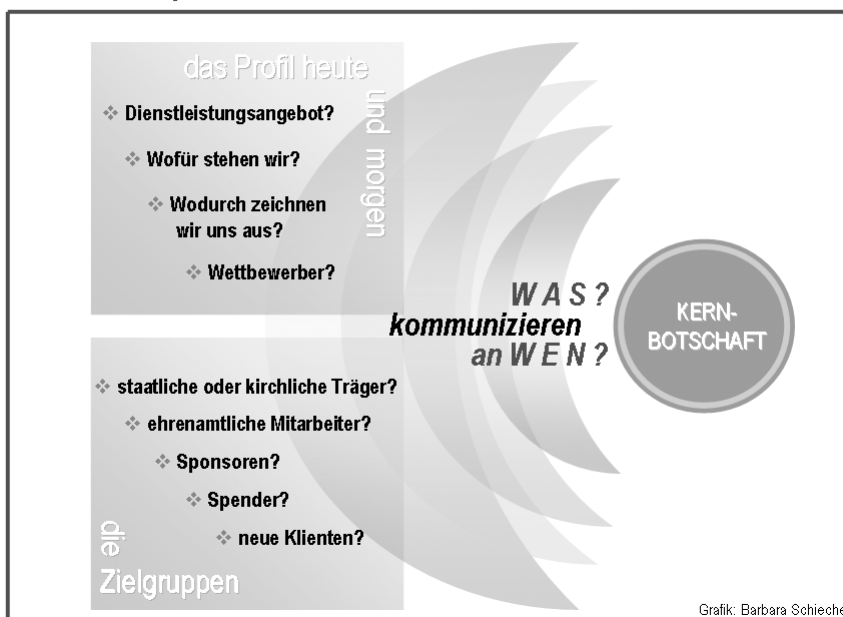 das Profil heute
und morgen
❖ Dienstleistungsangebot?
❖ Wofür stehen wir?
❖ Wodurch zeichnen
wir uns aus?
❖ Wettbewerber?
WAS?
kommunizieren
an WEN?
KERN-
BOTSCHAFT
❖ staatliche oder kirchliche Träger?
❖ ehrenamtliche Mitarbeiter?
❖ Sponsoren?
❖ Spender?
❖ neue Klienten?
die
Zielgruppen
Grafik: Barbara Schieche